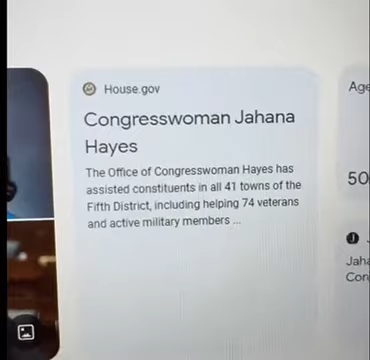 House.gov
Congresswoman Jahana
Hayes
The Office of Congresswoman Hayes has
assisted constituents in all 41 towns of the
Fifth District, including helping 74 veterans
and active military members ...
Age
50
J
Jaha
Con